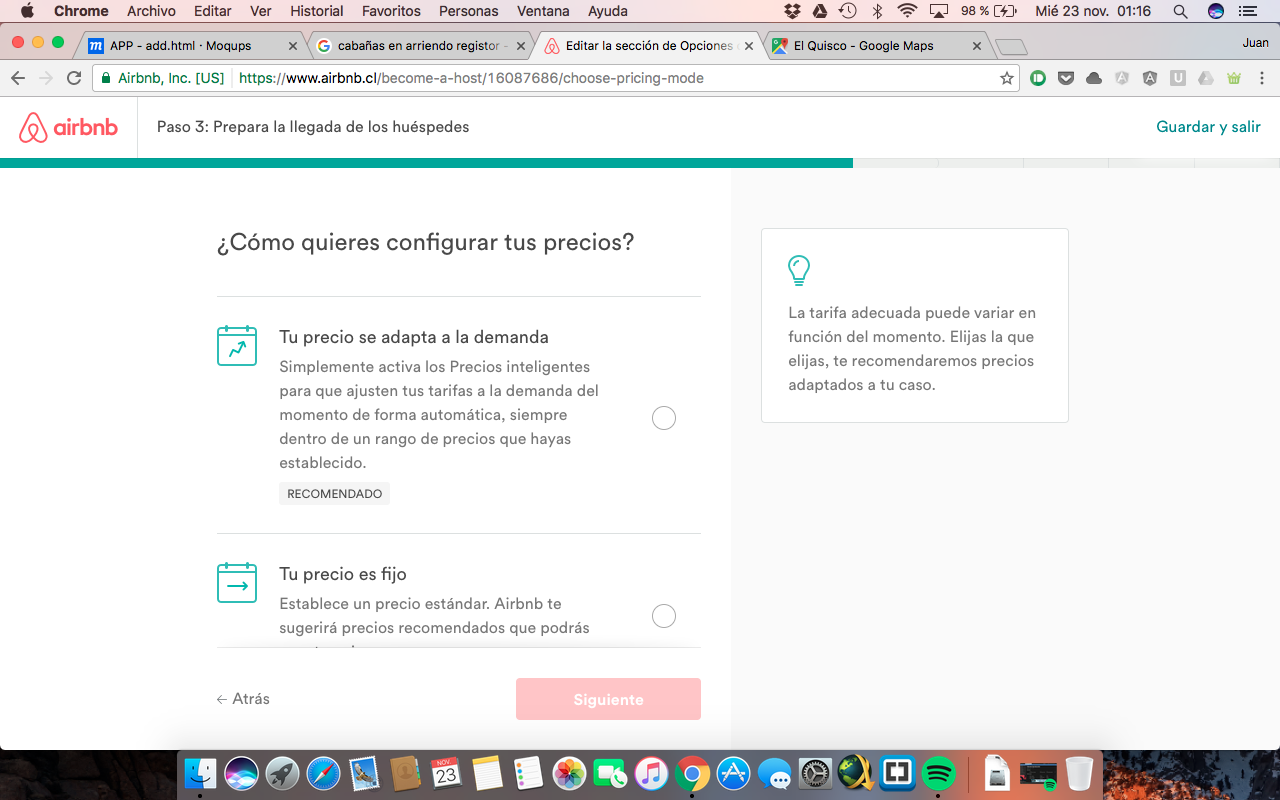 Chrome Archivo Editar Ver Historial Favoritos Personas Ventana Ayuda 98 % Mié 23 nov. 01:16
APP - add.html · Moqups
cabañas en arriendo registor -
Editar la sección de Opciones
El Quisco - Google Maps
Juan
Airbnb, Inc. [US] https://www.airbnb.cl/become-a-host/16087686/choose-pricing-mode
airbnb
Paso 3: Prepara la llegada de los huéspedes
Guardar y salir
¿Cómo quieres configurar tus precios?
Tu precio se adapta a la demanda
Simplemente activa los Precios inteligentes
para que ajusten tus tarifas a la demanda del
momento de forma automática, siempre
dentro de un rango de precios que hayas
establecido.
RECOMENDADO
Tu precio es fijo
Establece un precio estándar. Airbnb te
sugerirá precios recomendados que podrás
← Atrás
Siguiente
La tarifa adecuada puede variar en
función del momento. Elijas la que
elijas, te recomendaremos precios
adaptados a tu caso.
NOV
23